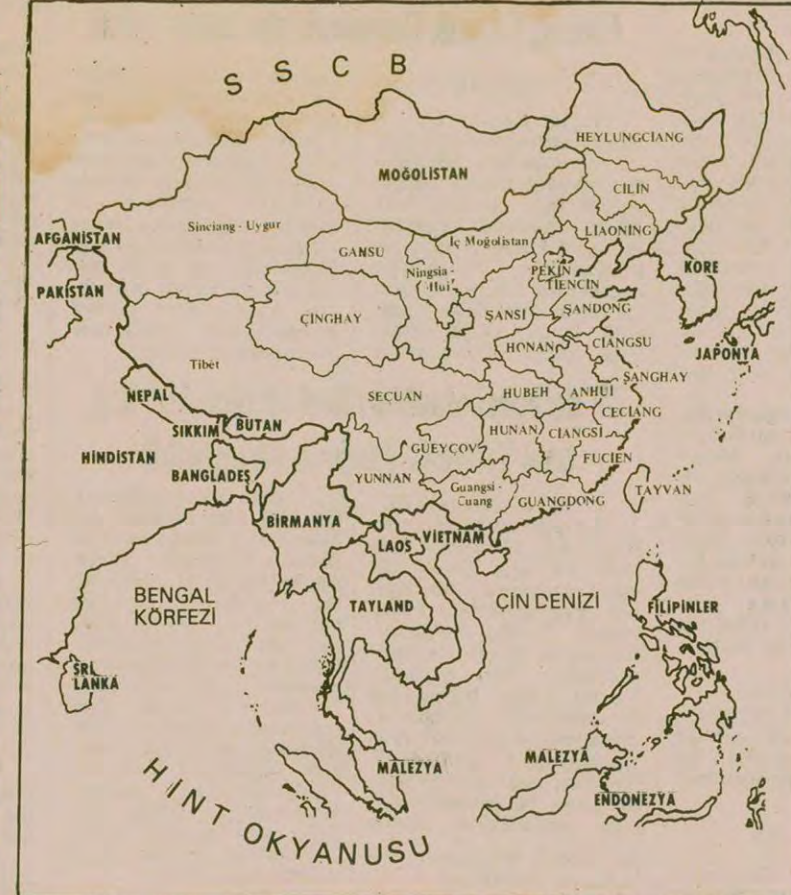 S S C B
HEYLUNGCİANG
MOĞOLİSTAN
CİLİN
Sinciang - Uygur
LİAONİNG
AFGANİSTAN
İç Moğolistan
GANSU
PEKİN
KORE
Ningsia -
Hui
TİENCİN
PAKİSTAN
ŞANSİ
ŞANDONG
ÇİNGHAY
HONAN
CİANGSU
JAPONYA
Tibet
ŞANGHAY
NEPAL
SEÇUAN
HUBEH
ANHUİ
CECİANG
SIKKIM
BUTAN
HUNAN
CİANGSİ
GUEYÇOV
HİNDİSTAN
FUCİEN
BANGLADEŞ
YUNNAN
Guangsi -
Cuang
GUANGDONG
TAYVAN
BİRMANYA
LAOS
VİETNAM
BENGAL
KÖRFEZİ
TAYLAND
ÇİN DENİZİ
FİLİPİNLER
SRİ
LANKA
MALEZYA
MALEZYA
ENDONEZYA
HİNT OKYANUSU